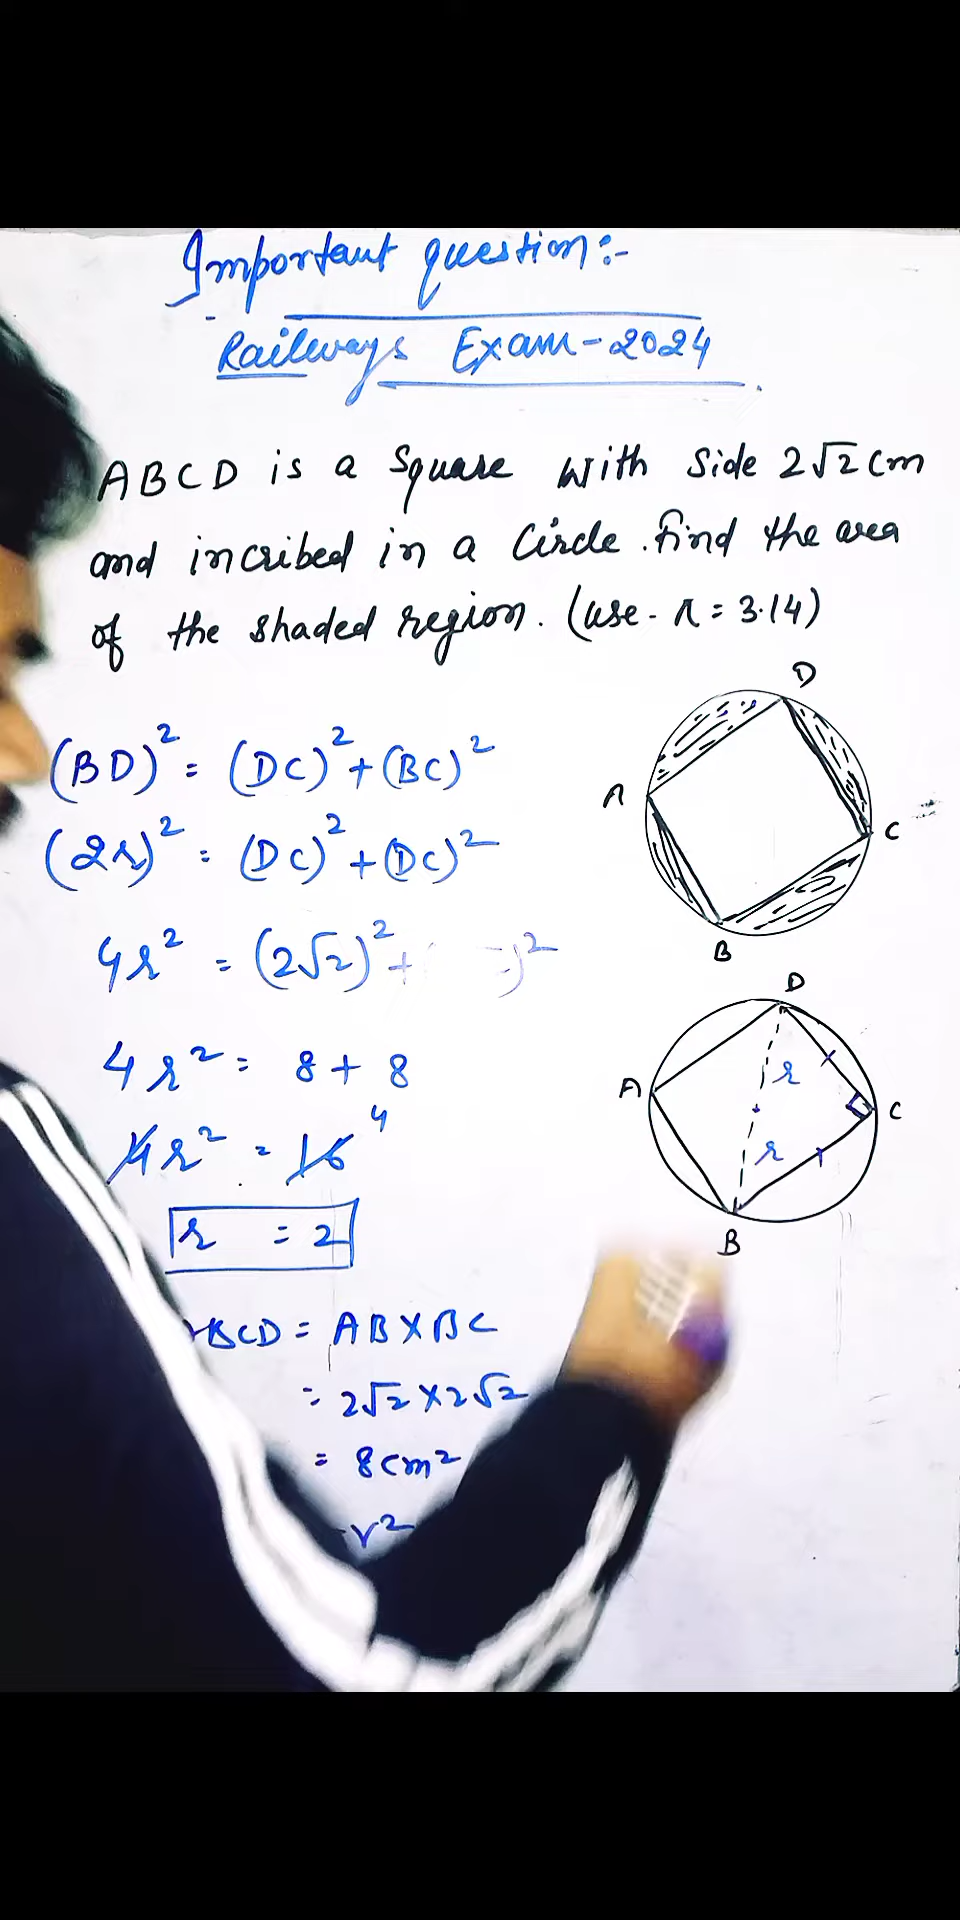 Important question:-
Railways Exam-2024
ABCD is a Square with Side 2√2 cm
and incribed in a Circle. find the area
of the shaded region. (use - π = 3.14)
D
A
C
B
(BD)² = (DC)² + (BC)²
(2r)² = (DC)² + (DC)²
4r² = (2√2)² + )²
4r² = 8 + 8
4r² = 16 4
r = 2
D
A
r
C
r
B
BCD = AB X BC
= 2√2 × 2√2
= 8cm²
r²